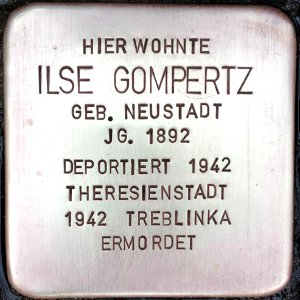 HIER WOHNTE
ILSE GOMPERTZ
GEB. NEUSTADT
JG. 1892
DEPORTIERT 1942
THERESIENSTADT
1942 TREBLINKA
ERMORDET